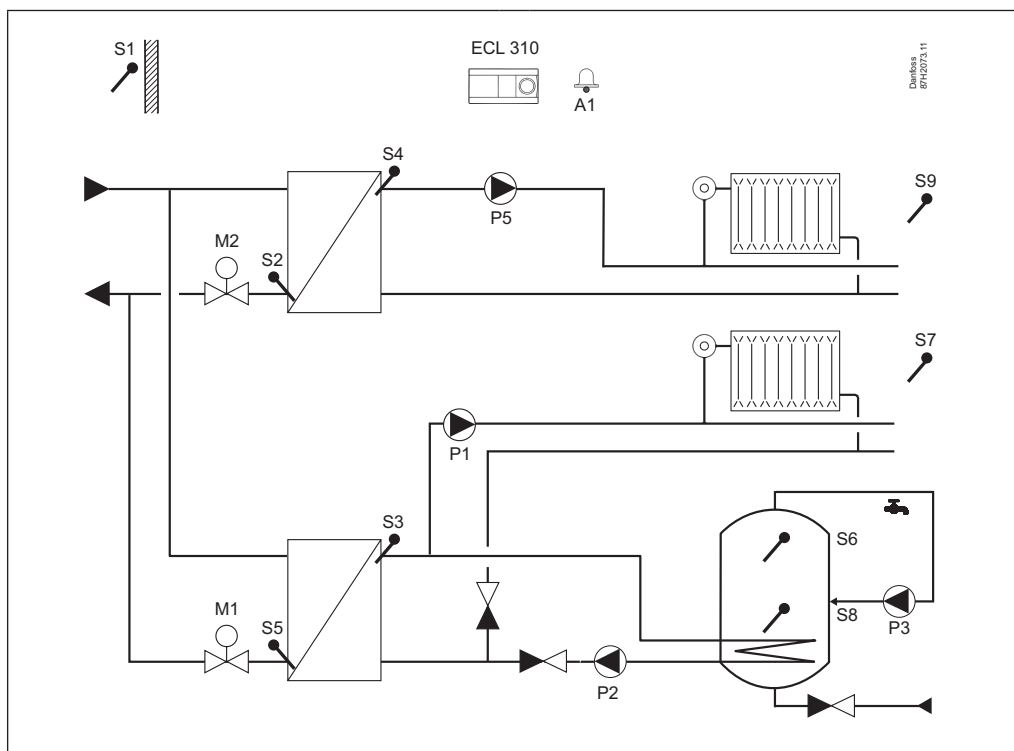 S1
ECL 310
A1
Danfoss
87H2073.11
S4
P5
S9
M2
S2
S7
P1
S3
S6
M1
S5
S8
P3
P2